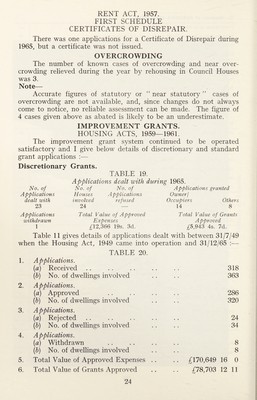 RENT ACT, 1957.
FIRST SCHEDULE
CERTIFICATES OF DISREPAIR.
There was one applications for a Certificate of Disrepair during
1965, but a certificate was not issued.
OVERCROWDING
The number of known cases of overcrowding and near over-
crowding relieved during the year by rehousing in Council Houses
was 3.
Note—
Accurate figures of statutory or "near statutory" cases of
overcrowding are not available, and, since changes do not always
come to notice, no reliable assessment can be made. The figure of
4 cases given above as abated is likely to be an underestimate.
IMPROVEMENT GRANTS.
HOUSING ACTS, 1959—1961.
The improvement grant system continued to be operated
satisfactory and I give below details of discretionary and standard
grant applications :—
Discretionary Grants.
TABLE 19.
Applications dealt with during 1965.
No. of No. of No. of Applications granted
Applications Houses Applications Owner/
dealt with involved refused Occupiers Others
23 24 1 14 8
Applications Total Value of Approved Total Value of Grants
withdrawn Expenses Approved
1 £12,366 19s. 3d. £5,945 4s. 7d.
Table 11 gives details of applications dealt with between 31/7/49
when the Housing Act, 1949 came into operation and 31/12/65 :—
TABLE 20.
1. Applications.
(a) Received .. .. .. .. .. 318
(b) No. of dwellings involved .. .. 363
2. Applications.
(a) Approved .. .. .. .. 286
(b) No. of dwellings involved .. .. 320
3. Applications.
(a) Rejected .. .. .. .. .. 24
(b) No. of dwellings involved .. .. 34
4. Applications.
(a) Withdrawn .. .. .. .. 8
(b) No. of dwellings involved .. .. 8
5. Total Value of Approved Expenses .. .. £170,649 16 0
6. Total Value of Grants Approved .. £78,703 12 11
24